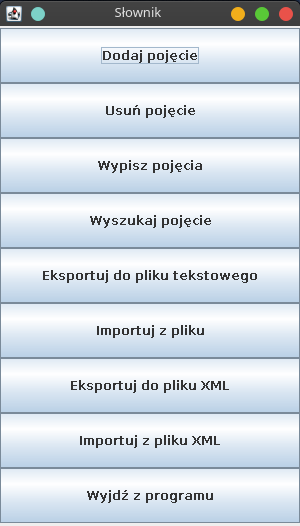 Słownik
Dodaj pojęcie
Usuń pojęcie
Wypisz pojęcia
Wyszukaj pojęcie
Eksportuj do pliku tekstowego
Importuj z pliku
Eksportuj do pliku XML
Importuj z pliku XML
Wyjdź z programu